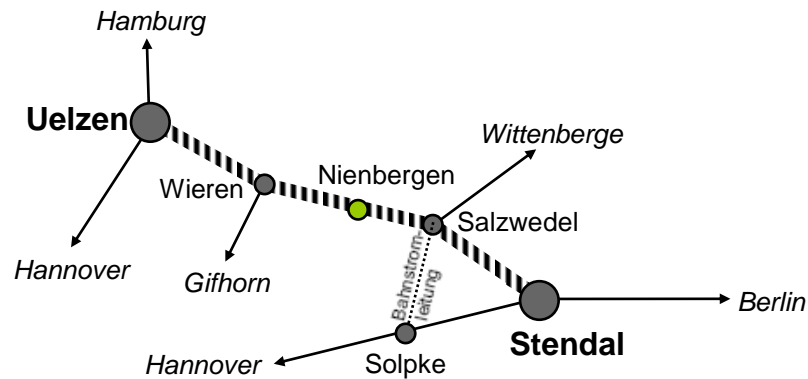 Hamburg
Uelzen
Wittenberge
Nienbergen
Wieren
Salzwedel
Hannover
Gifhorn
Bahnstrom-
leitung
Berlin
Stendal
Hannover
Solpke